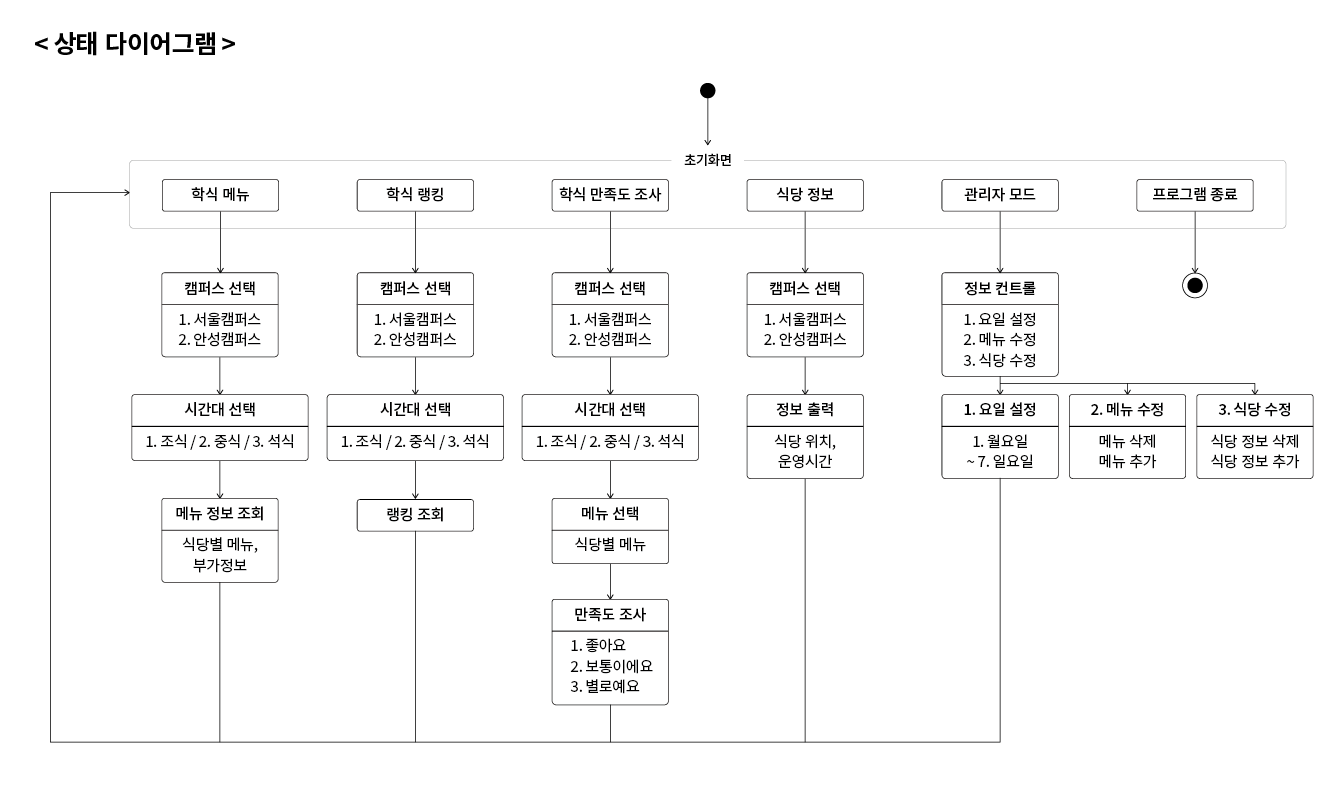 < 상태 다이어그램 >
초기화면
학식 메뉴
학식 랭킹
학식 만족도 조사
식당 정보
관리자 모드
프로그램 종료
캠퍼스 선택
1. 서울캠퍼스
2. 안성캠퍼스
캠퍼스 선택
1. 서울캠퍼스
2. 안성캠퍼스
캠퍼스 선택
1. 서울캠퍼스
2. 안성캠퍼스
캠퍼스 선택
1. 서울캠퍼스
2. 안성캠퍼스
정보 컨트롤
1. 요일 설정
2. 메뉴 수정
3. 식당 수정
시간대 선택
1. 조식 / 2. 중식 / 3. 석식
시간대 선택
1. 조식 / 2. 중식 / 3. 석식
시간대 선택
1. 조식 / 2. 중식 / 3. 석식
정보 출력
식당 위치,
운영시간
1. 요일 설정
1. 월요일
~ 7. 일요일
2. 메뉴 수정
메뉴 삭제
메뉴 추가
3. 식당 수정
식당 정보 삭제
식당 정보 추가
메뉴 정보 조회
식당별 메뉴,
부가정보
랭킹 조회
메뉴 선택
식당별 메뉴
만족도 조사
1. 좋아요
2. 보통이에요
3. 별로예요